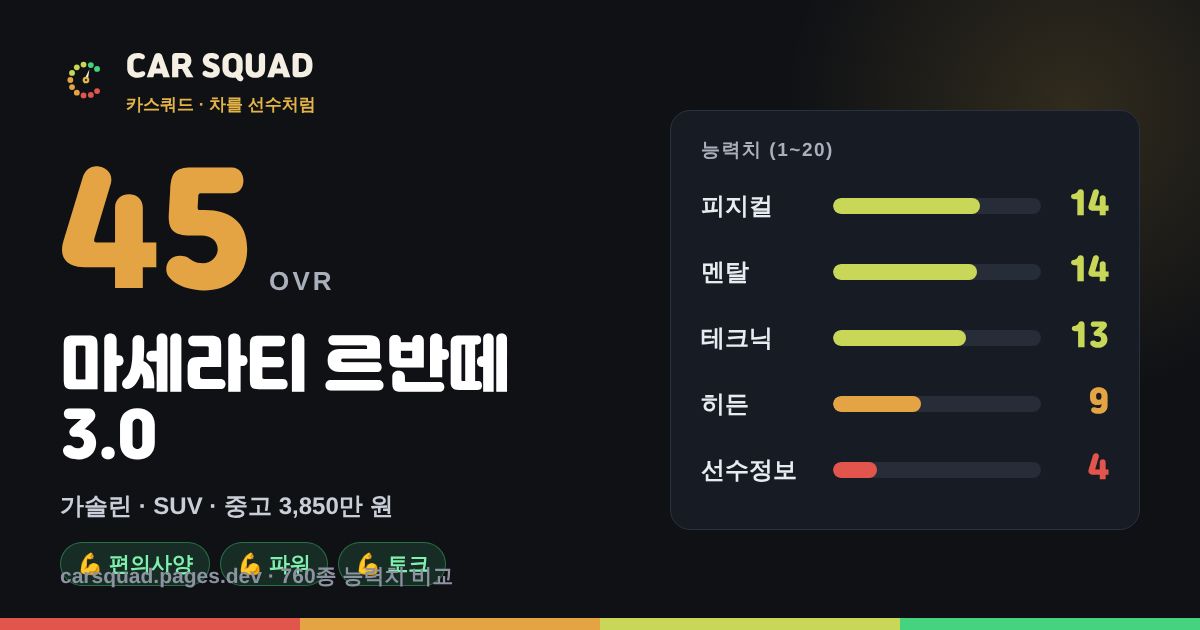 CAR SQUAD
카스쿼드 · 차를 선수처럼
45 OVR
마세라티 르반떼
3.0
가솔린 · SUV · 중고 3,850만 원
💪 편의사양 💪 파워 💪 토크
carsquad.pages.dev · 760종 능력치 비교
능력치 (1~20)
피지컬 14
멘탈 14
테크닉 13
히든 9
선수정보 4